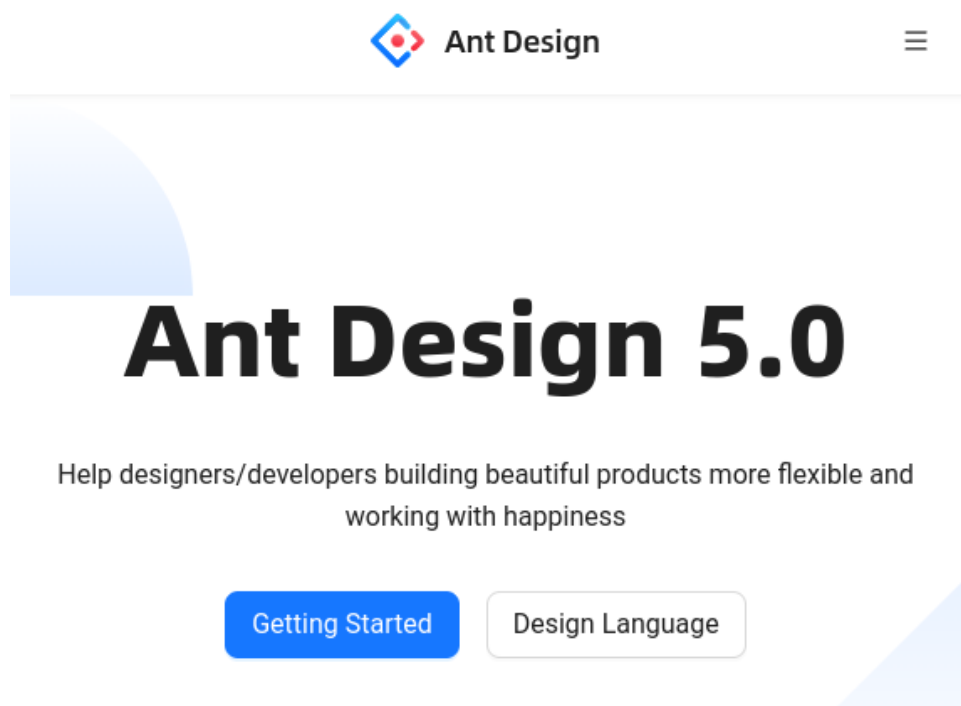 Ant Design
Ant Design 5.0
Help designers/developers building beautiful products more flexible and
working with happiness
Getting Started
Design Language